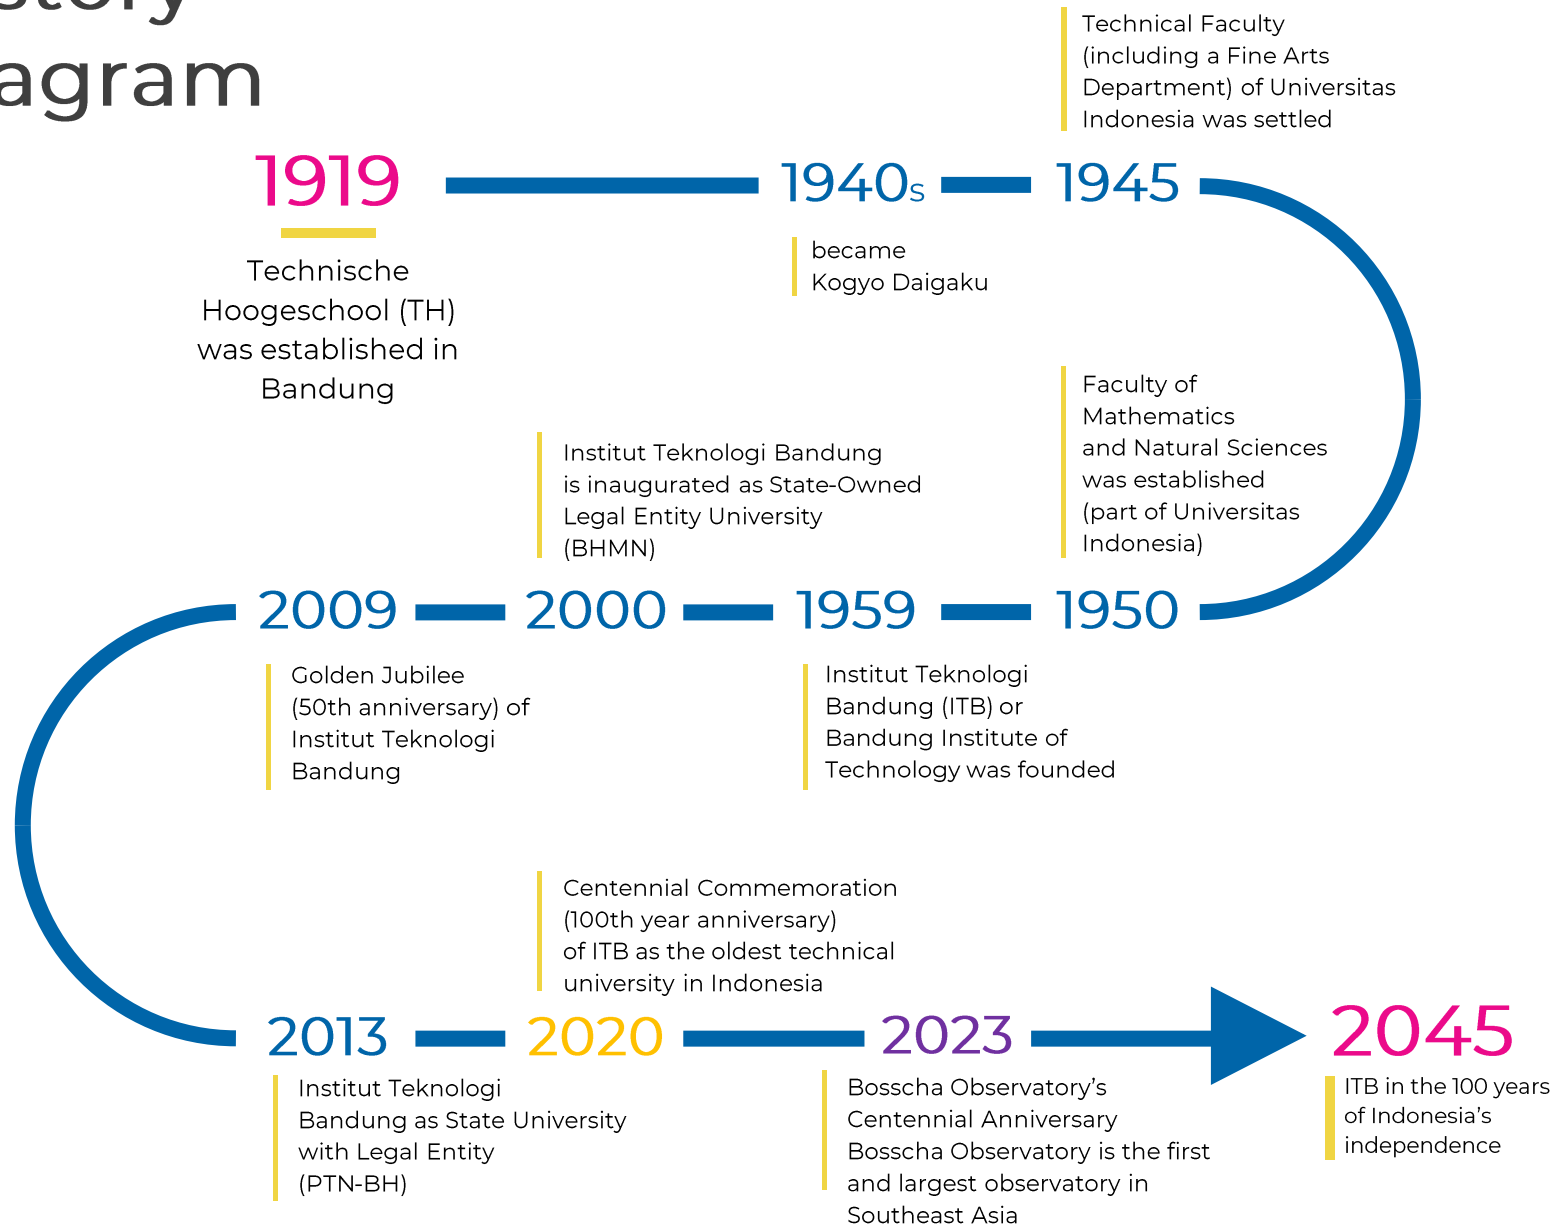 story
agram
1919
Technische
Hoogeschool (TH)
was established in
Bandung
1940s
became
Kogyo Daigaku
Technical Faculty
(including a Fine Arts
Department) of Universitas
Indonesia was settled
1945
Faculty of
Mathematics
and Natural Sciences
was established
(part of Universitas
Indonesia)
1950
1959
Institut Teknologi
Bandung (ITB) or
Bandung Institute of
Technology was founded
Institut Teknologi Bandung
is inaugurated as State-Owned
Legal Entity University
(BHMN)
2000
2009
Golden Jubilee
(50th anniversary) of
Institut Teknologi
Bandung
2013
Institut Teknologi
Bandung as State University
with Legal Entity
(PTN-BH)
Centennial Commemoration
(100th year anniversary)
of ITB as the oldest technical
university in Indonesia
2020
2023
Bosscha Observatory’s
Centennial Anniversary
Bosscha Observatory is the first
and largest observatory in
Southeast Asia
2045
ITB in the 100 years
of Indonesia’s
independence